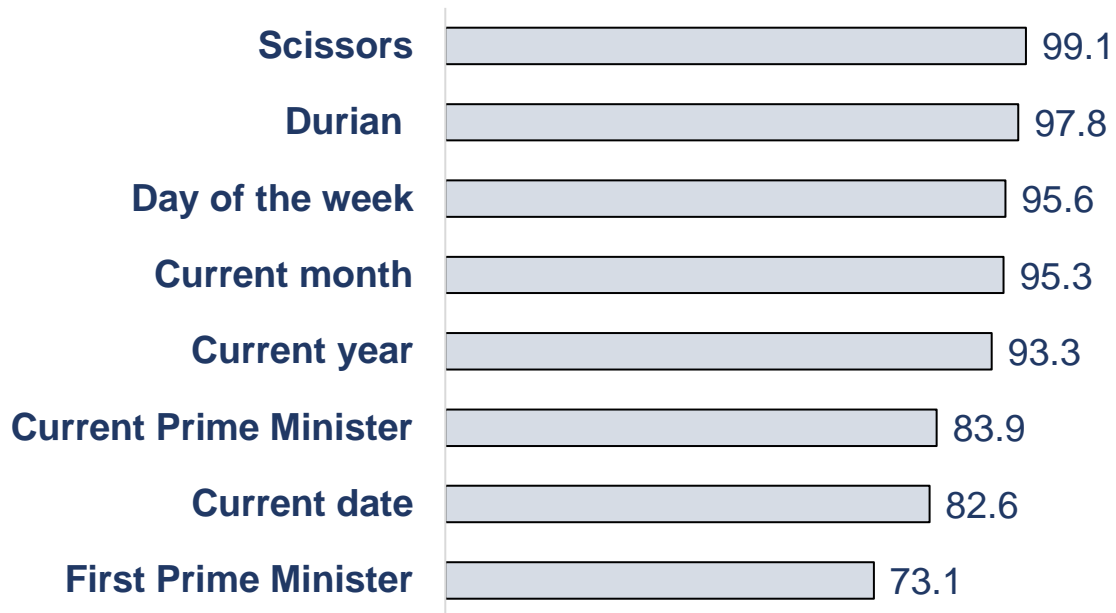 Scissors 99.1
Durian 97.8
Day of the week 95.6
Current month 95.3
Current year 93.3
Current Prime Minister 83.9
Current date 82.6
First Prime Minister 73.1